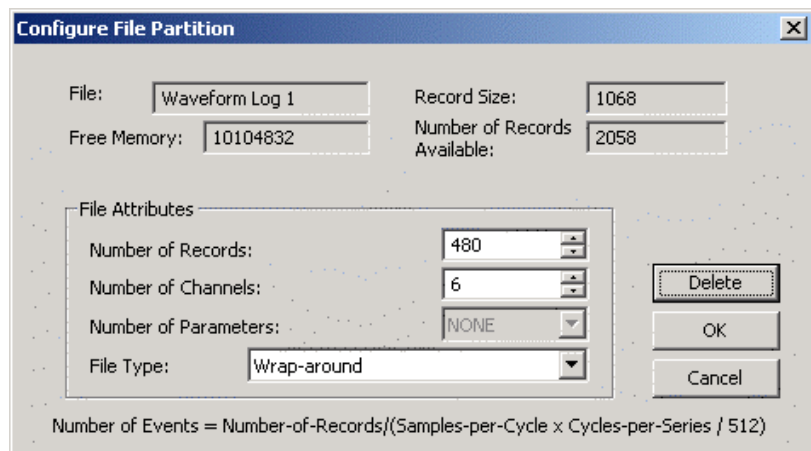 Configure File Partition
File: Waveform Log 1
Record Size: 1068
Free Memory: 10104832
Number of Records Available: 2058
File Attributes
Number of Records: 480
Number of Channels: 6
Number of Parameters: NONE
File Type: Wrap-around
Delete
OK
Cancel
Number of Events = Number-of-Records/(Samples-per-Cycle x Cycles-per-Series / 512)